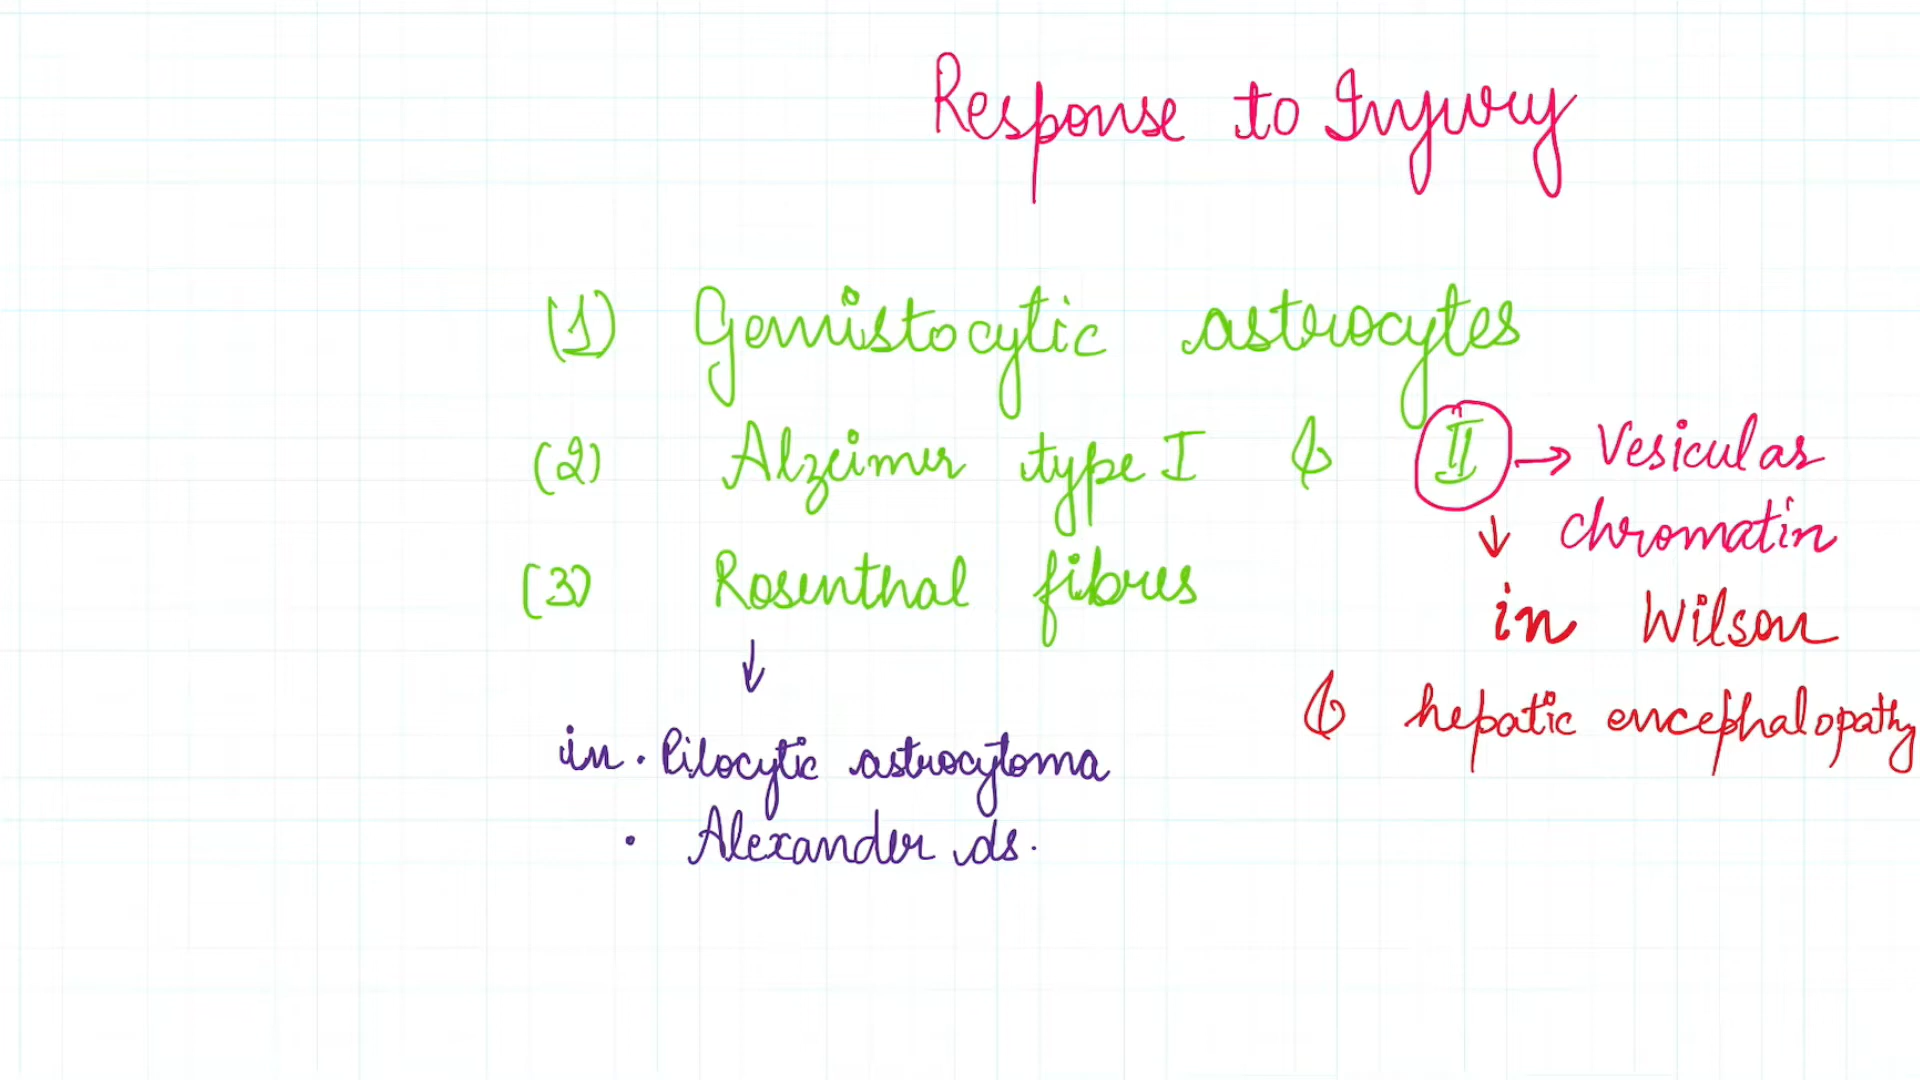 Response to Injury
(1) Gemistocytic astrocytes
(2) Alzeimer type I & II → Vesicular
chromatin
(3) Rosenthal fibres
↓ in Wilson
& hepatic encephalopathy
↓
in . Pilocytic astrocytoma
. Alexander ds.